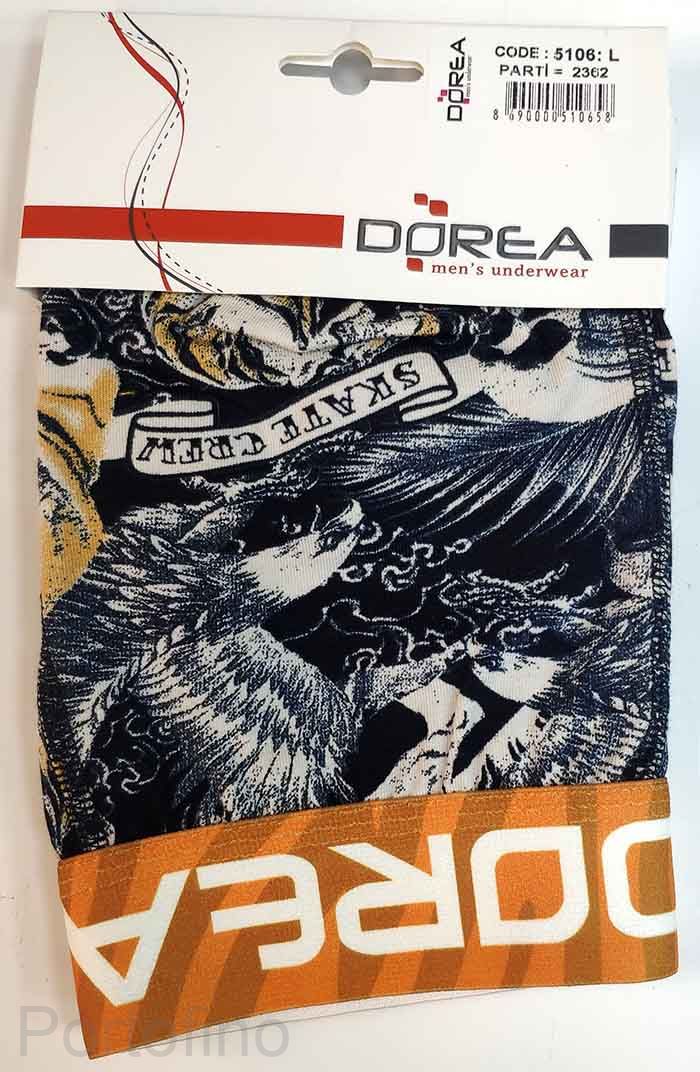 DOREA
men's underwear
CODE : 5106: L
PARTİ = 2362
8 690000 510658
DOREA
men's underwear
SKATE CREW
DOREA
Portofino